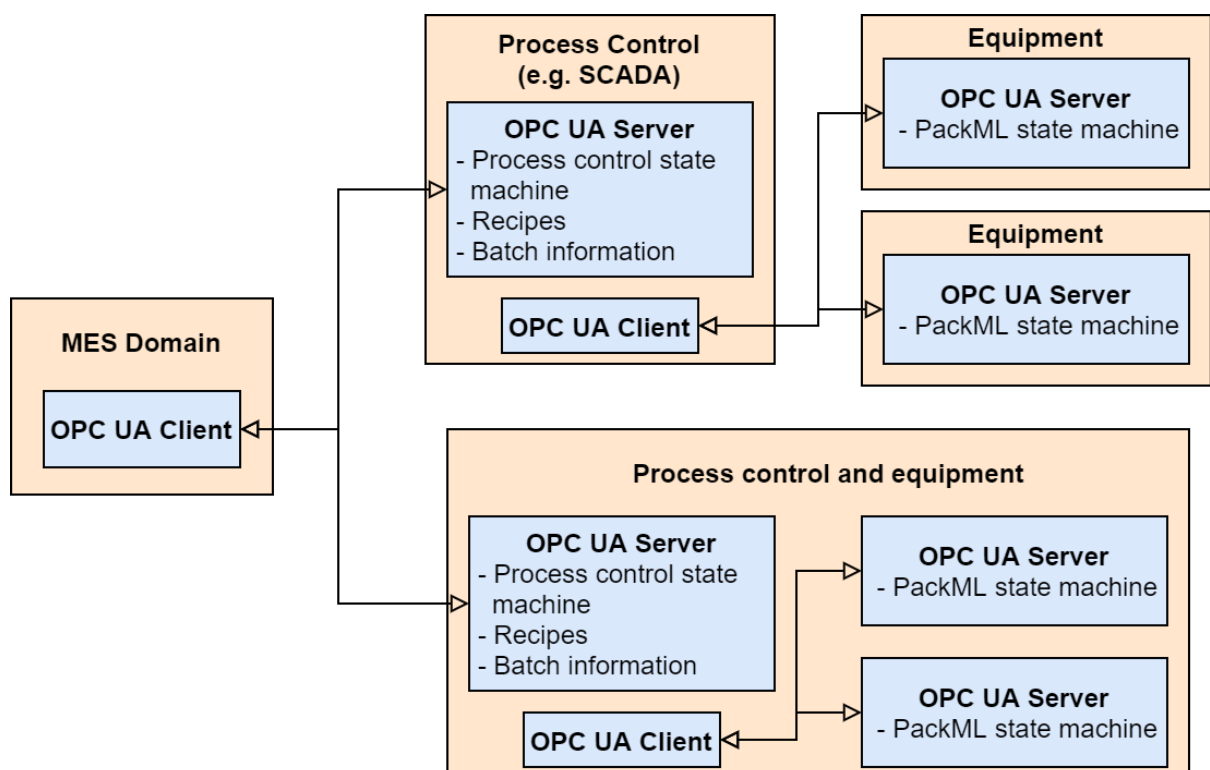 Process Control
(e.g. SCADA)
OPC UA Server
- Process control state
machine
- Recipes
- Batch information
OPC UA Client
Equipment
OPC UA Server
- PackML state machine
Equipment
OPC UA Server
- PackML state machine
MES Domain
OPC UA Client
Process control and equipment
OPC UA Server
- Process control state
machine
- Recipes
- Batch information
OPC UA Client
OPC UA Server
- PackML state machine
OPC UA Server
- PackML state machine